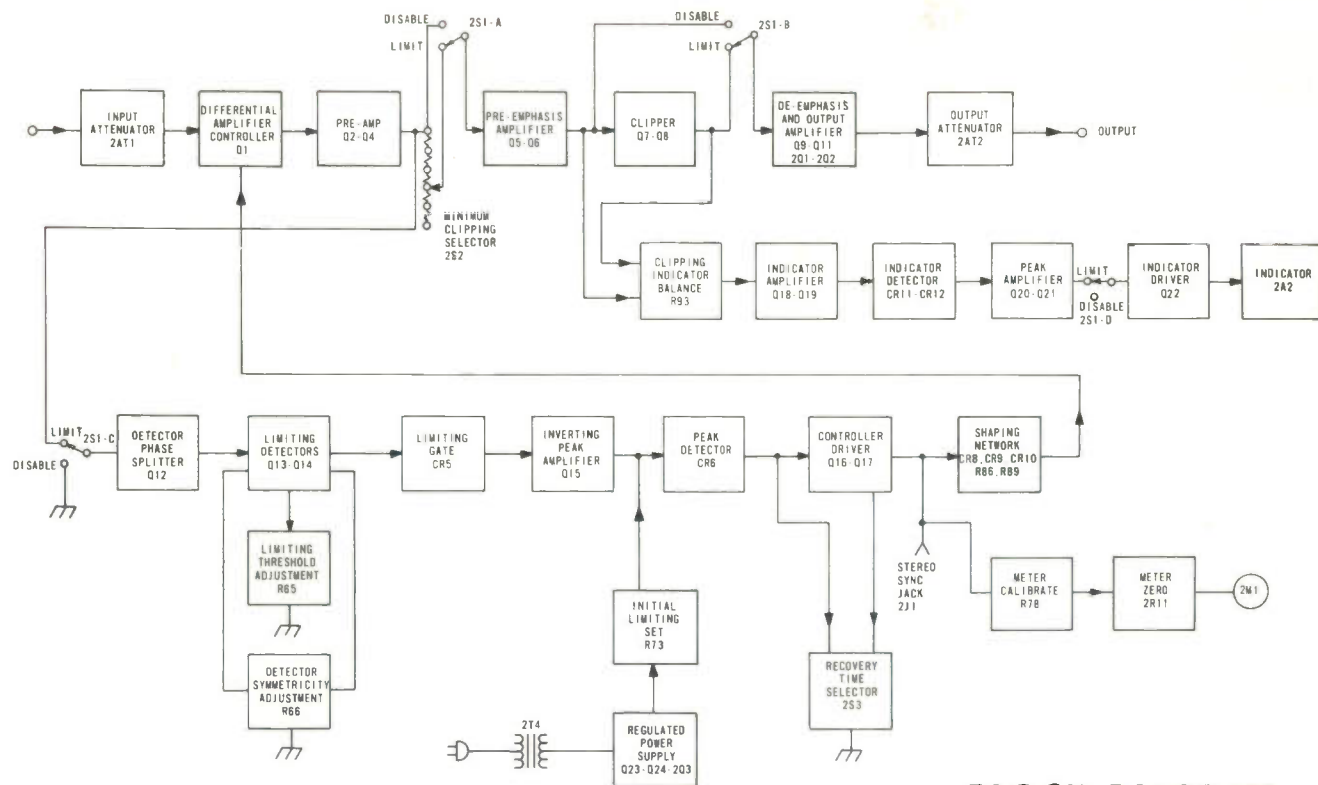 DISABLE
2S1-A
LIMIT
DISABLE
2S1-B
LIMIT
INPUT
ATTENUATOR
2AT1
DIFFERENTIAL
AMPLIFIER
CONTROLLER
Q1
PRE-AMP
Q2-Q4
PRE-EMPHASIS
AMPLIFIER
Q5-Q6
CLIPPER
Q7-Q8
DE-EMPHASIS
AND OUTPUT
AMPLIFIER
Q9-Q11
2Q1-2Q2
OUTPUT
ATTENUATOR
2AT2
OUTPUT
MINIMUM
CLIPPING
SELECTOR
2S2
CLIPPING
INDICATOR
BALANCE
R93
INDICATOR
AMPLIFIER
Q18-Q19
INDICATOR
DETECTOR
CR11-CR12
PEAK
AMPLIFIER
Q20-Q21
LIMIT
DISABLE
2S1-D
INDICATOR
DRIVER
Q22
INDICATOR
2A2
LIMIT
2S1-C
DISABLE
DETECTOR
PHASE
SPLITTER
Q12
LIMITING
DETECTORS
Q13-Q14
LIMITING
GATE
CR5
INVERTING
PEAK
AMPLIFIER
Q15
PEAK
DETECTOR
CR6
CONTROLLER
DRIVER
Q16-Q17
SHAPING
NETWORK
CR8,CR9,CR10
R86,R89
LIMITING
THRESHOLD
ADJUSTMENT
R65
DETECTOR
SYMMETRICITY
ADJUSTMENT
R66
INITIAL
LIMITING
SET
R73
STEREO
SYNC
JACK
2J1
METER
CALIBRATE
R78
METER
ZERO
2R11
2M1
RECOVERY
TIME
SELECTOR
2S3
2T4
REGULATED
POWER
SUPPLY
Q23-Q24-2Q3